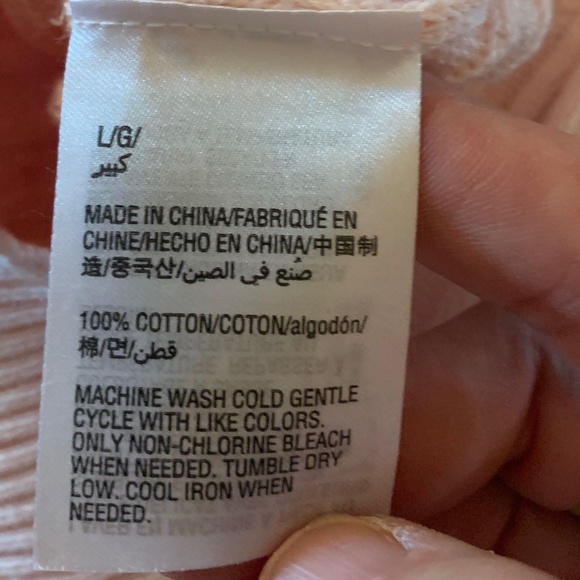 L/G/
كبير
MADE IN CHINA/FABRIQUÉ EN
CHINE/HECHO EN CHINA/中国制
造/중국산/صُنع في الصين
100% COTTON/COTON/algodón/
棉/면/قطن
MACHINE WASH COLD GENTLE
CYCLE WITH LIKE COLORS.
ONLY NON-CHLORINE BLEACH
WHEN NEEDED. TUMBLE DRY
LOW. COOL IRON WHEN
NEEDED.